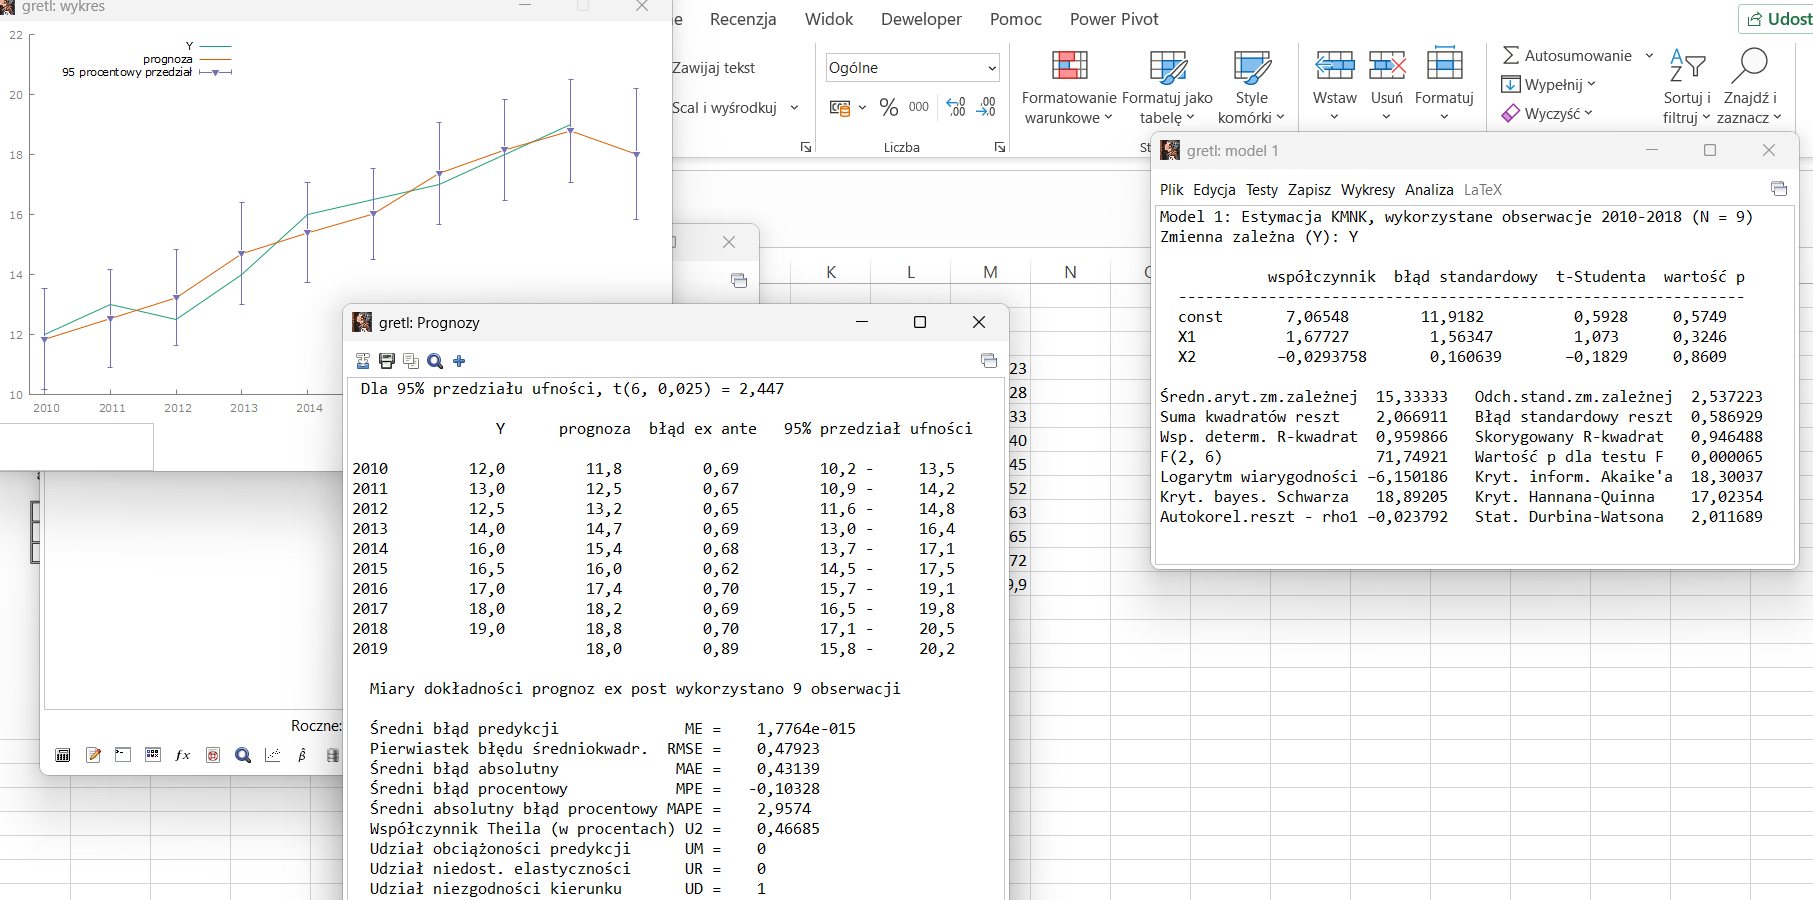 gretl: wykres
22
Y
prognoza
95 procentowy przedział
20
18
16
14
12
10
2010 2011 2012 2013 2014
Recenzja Widok Deweloper Pomoc Power Pivot
Udost
Zawijaj tekst
Scal i wyśrodkuj
Ogólne
% 000
Liczba
Formatowanie warunkowe
Formatuj jako tabelę
Style komórki
Wstaw
Usuń
Formatuj
Autosumowanie
Wypełnij
Wyczyść
Sortuj i filtruj
Znajdź i zaznacz
K L M N
23
28
33
40
45
52
63
65
72
9,9
Roczne:
gretl: Prognozy
Dla 95% przedziału ufności, t(6, 0,025) = 2,447
Y prognoza błąd ex ante 95% przedział ufności
2010 12,0 11,8 0,69 10,2 - 13,5
2011 13,0 12,5 0,67 10,9 - 14,2
2012 12,5 13,2 0,65 11,6 - 14,8
2013 14,0 14,7 0,69 13,0 - 16,4
2014 16,0 15,4 0,68 13,7 - 17,1
2015 16,5 16,0 0,62 14,5 - 17,5
2016 17,0 17,4 0,70 15,7 - 19,1
2017 18,0 18,2 0,69 16,5 - 19,8
2018 19,0 18,8 0,70 17,1 - 20,5
2019 18,0 0,89 15,8 - 20,2
Miary dokładności prognoz ex post wykorzystano 9 obserwacji
Średni błąd predykcji ME = 1,7764e-015
Pierwiastek błędu średniokwadr. RMSE = 0,47923
Średni błąd absolutny MAE = 0,43139
Średni błąd procentowy MPE = -0,10328
Średni absolutny błąd procentowy MAPE = 2,9574
Współczynnik Theila (w procentach) U2 = 0,46685
Udział obciążoności predykcji UM = 0
Udział niedost. elastyczności UR = 0
Udział niezgodności kierunku UD = 1
gretl: model 1
Plik Edycja Testy Zapisz Wykresy Analiza LaTeX
Model 1: Estymacja KMNK, wykorzystane obserwacje 2010-2018 (N = 9)
Zmienna zależna (Y): Y
współczynnik błąd standardowy t-Studenta wartość p
const 7,06548 11,9182 0,5928 0,5749
X1 1,67727 1,56347 1,073 0,3246
X2 −0,0293758 0,160639 −0,1829 0,8609
Średn.aryt.zm.zależnej 15,33333 Odch.stand.zm.zależnej 2,537223
Suma kwadratów reszt 2,066911 Błąd standardowy reszt 0,586929
Wsp. determ. R-kwadrat 0,959866 Skorygowany R-kwadrat 0,946488
F(2, 6) 71,74921 Wartość p dla testu F 0,000065
Logarytm wiarygodności −6,150186 Kryt. inform. Akaike'a 18,30037
Kryt. bayes. Schwarza 18,89205 Kryt. Hannana-Quinna 17,02354
Autokorel.reszt - rho1 −0,023792 Stat. Durbina-Watsona 2,011689